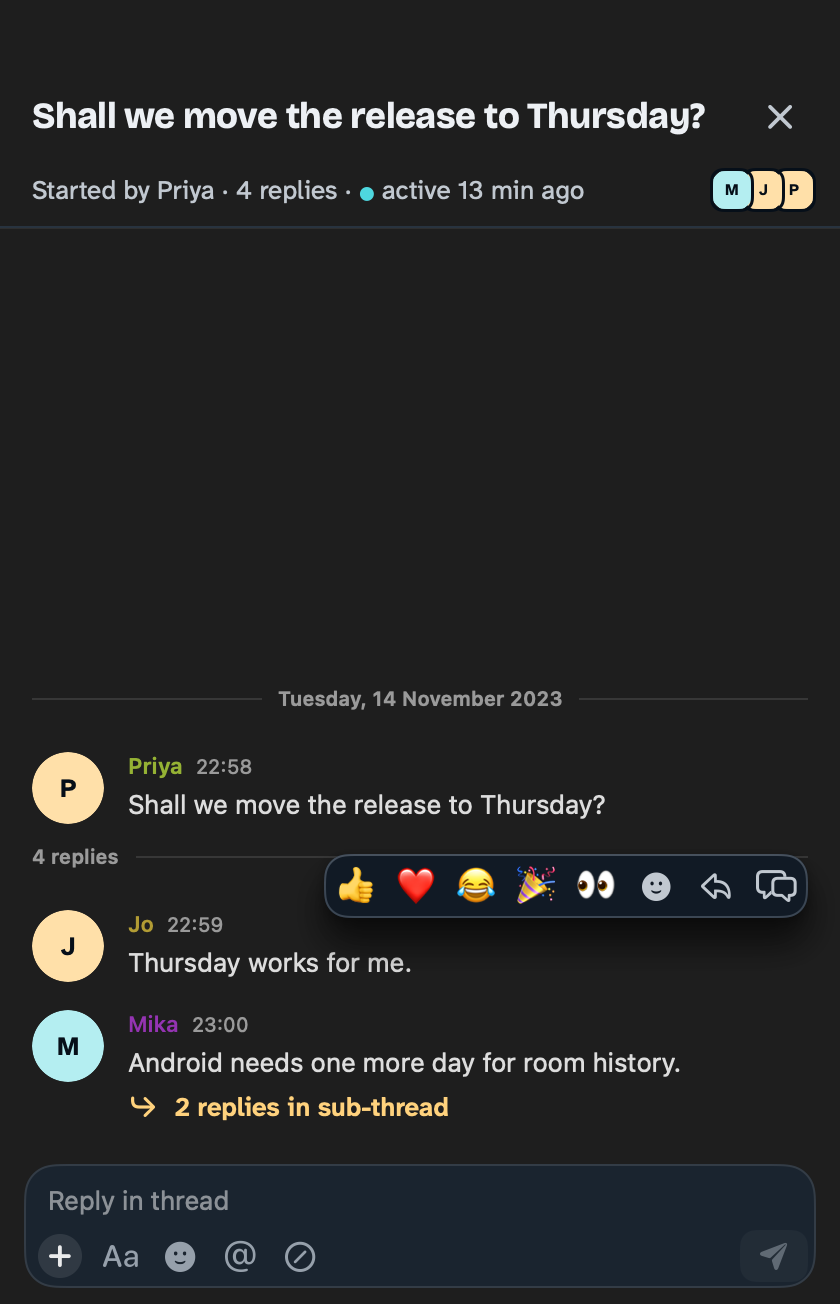 Shall we move the release to Thursday?
Started by Priya · 4 replies · active 13 min ago
M J P
Tuesday, 14 November 2023
P
Priya 22:58
Shall we move the release to Thursday?
4 replies
J
Jo 22:59
Thursday works for me.
M
Mika 23:00
Android needs one more day for room history.
2 replies in sub-thread
Reply in thread
Aa @